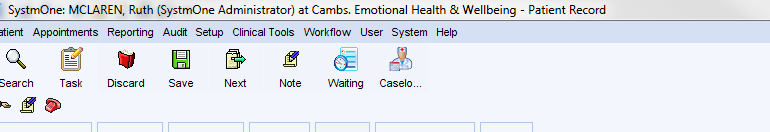 SystmOne: MCLAREN, Ruth (SystmOne Administrator) at Cambs. Emotional Health & Wellbeing - Patient Record
atient Appointments Reporting Audit Setup Clinical Tools Workflow User System Help
Search Task Discard Save Next Note Waiting Caselo...